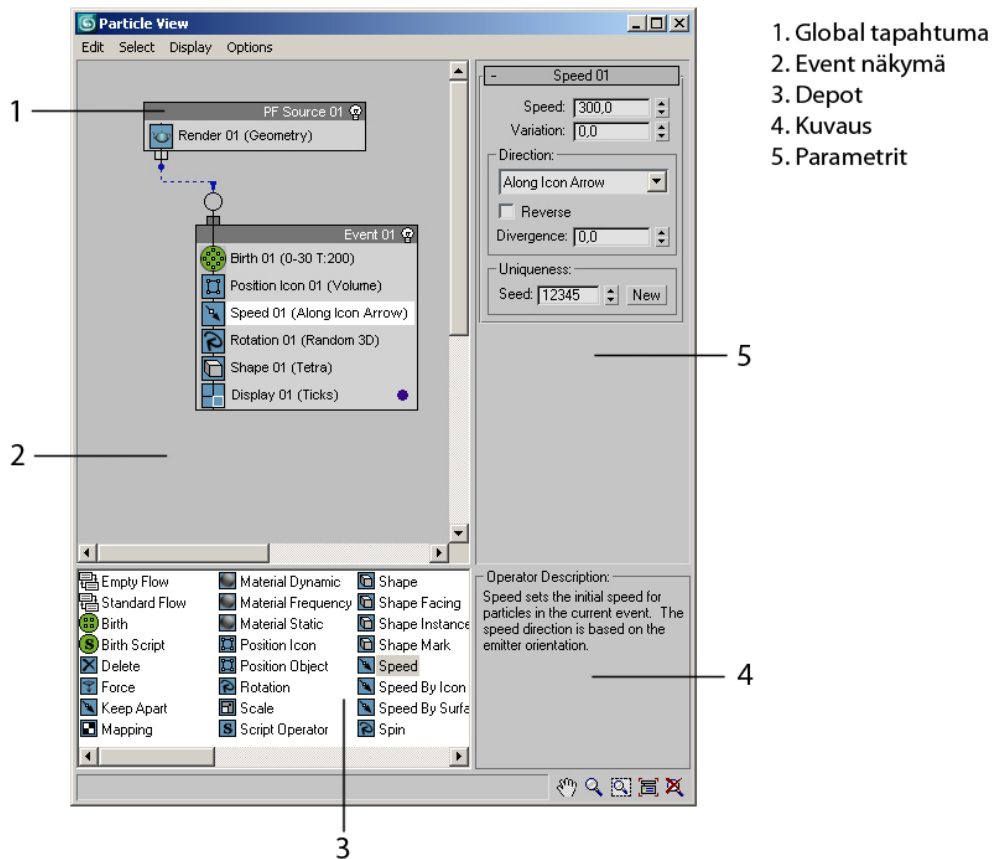 Particle View
Edit Select Display Options
PF Source 01
Render 01 (Geometry)
Event 01
Birth 01 (0-30 T:200)
Position Icon 01 (Volume)
Speed 01 (Along Icon Arrow)
Rotation 01 (Random 3D)
Shape 01 (Tetra)
Display 01 (Ticks)
- Speed 01
Speed: 300,0
Variation: 0,0
Direction:
Along Icon Arrow
Reverse
Divergence: 0,0
Uniqueness:
Seed: 12345 New
Empty Flow
Standard Flow
Birth
Birth Script
Delete
Force
Keep Apart
Mapping
Material Dynamic
Material Frequency
Material Static
Position Icon
Position Object
Rotation
Scale
Script Operator
Shape
Shape Facing
Shape Instance
Shape Mark
Speed
Speed By Icon
Speed By Surfa
Spin
Operator Description:
Speed sets the initial speed for
particles in the current event. The
speed direction is based on the
emitter orientation.
1
2
3
4
5
1. Global tapahtuma
2. Event näkymä
3. Depot
4. Kuvaus
5. Parametrit